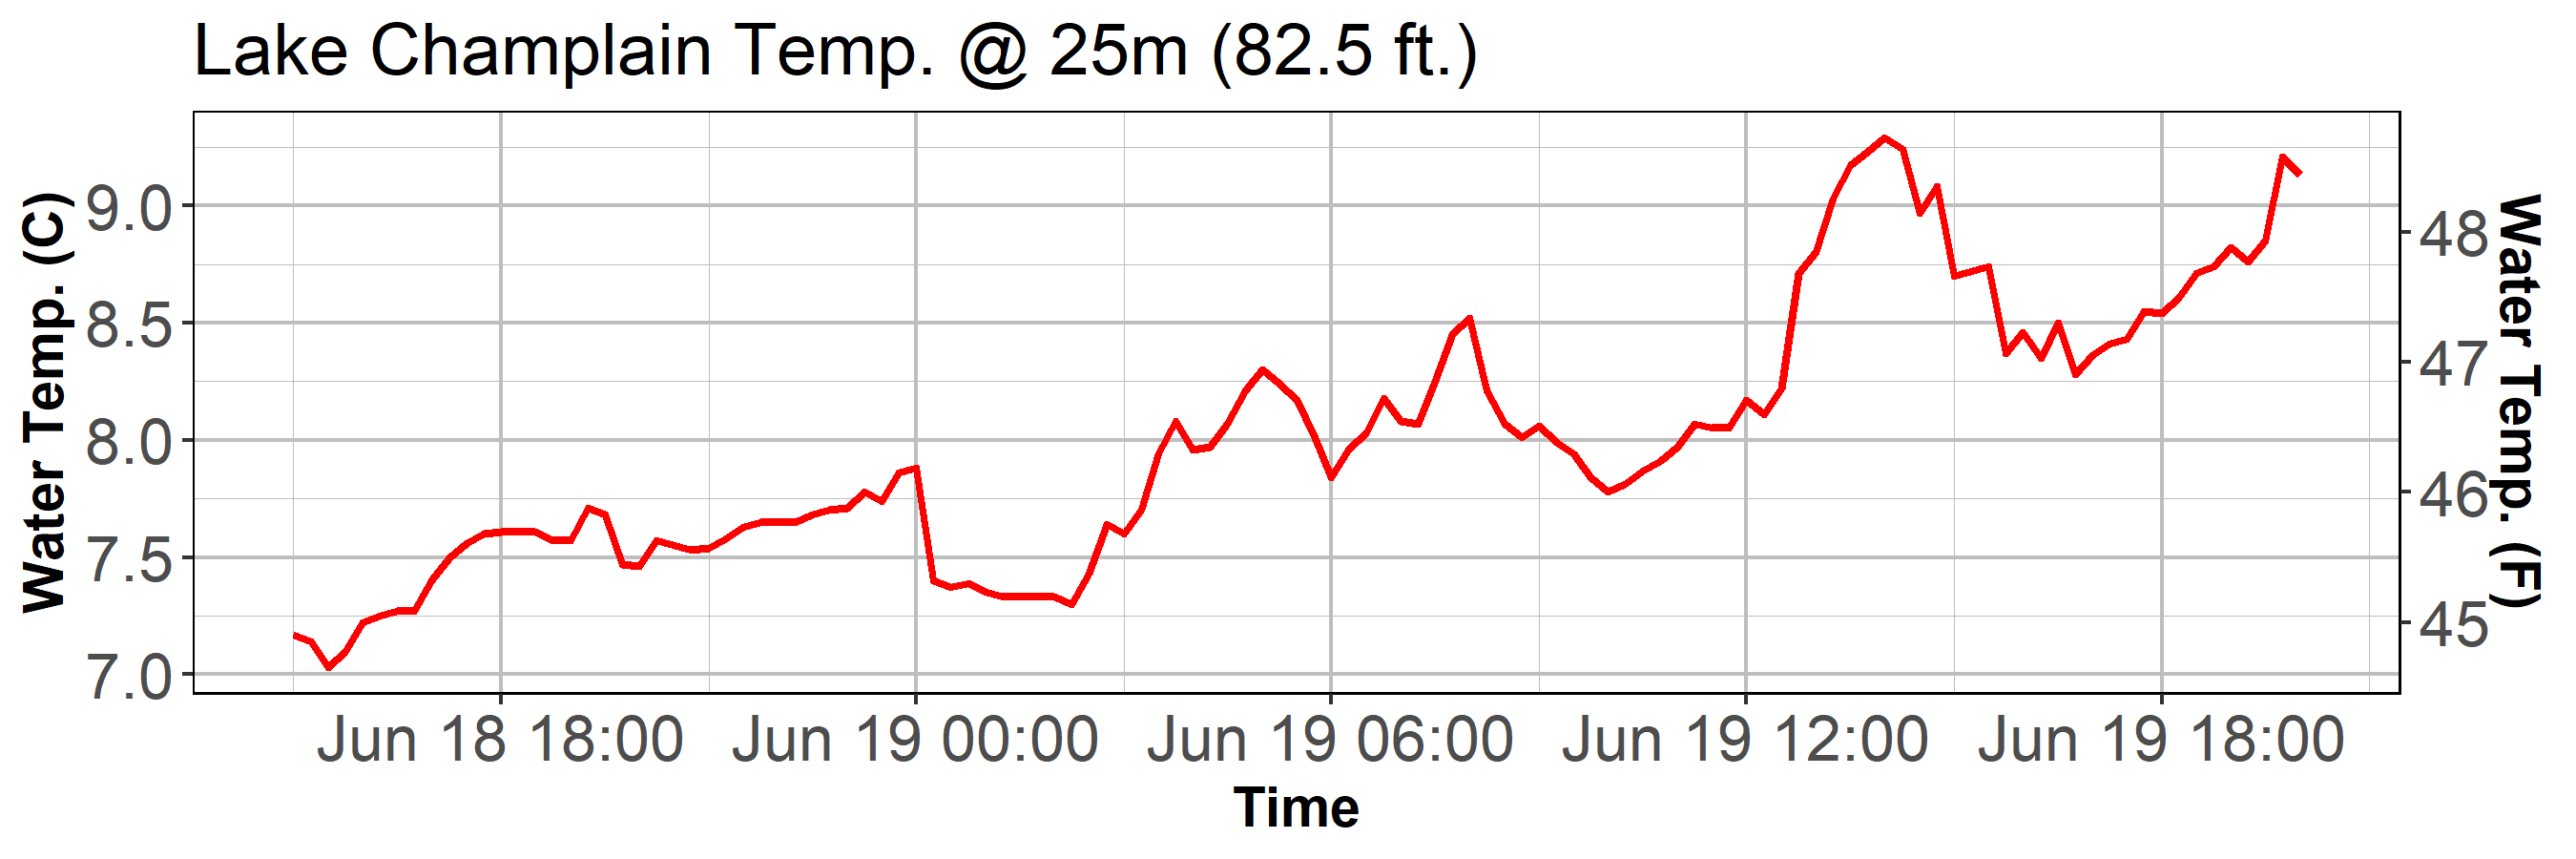 Lake Champlain Temp. @ 25m (82.5 ft.)
Water Temp. (C)
9.0
8.5
8.0
7.5
7.0
48
47
46
45
Water Temp. (F)
Jun 18 18:00 Jun 19 00:00 Jun 19 06:00 Jun 19 12:00 Jun 19 18:00
Time